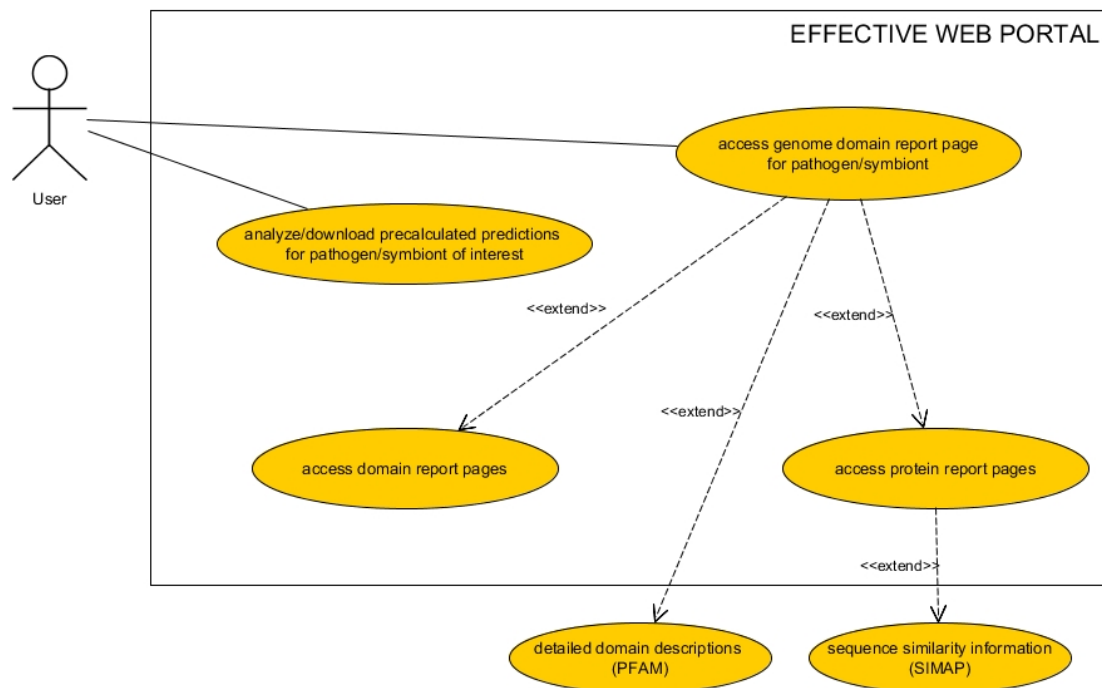 EFFECTIVE WEB PORTAL
User
access genome domain report page
for pathogen/symbiont
analyze/download precalculated predictions
for pathogen/symbiont of interest
<<extend>>
<<extend>>
<<extend>>
access domain report pages
access protein report pages
<<extend>>
detailed domain descriptions
(PFAM)
sequence similarity information
(SIMAP)